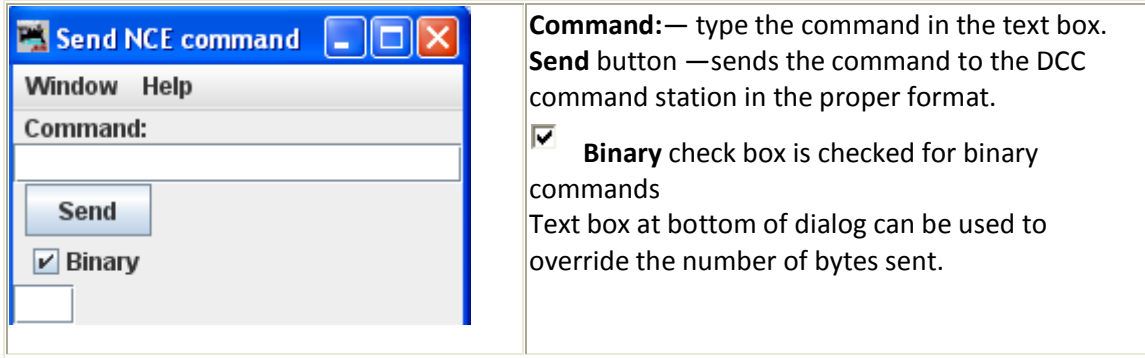 Send NCE command
Window Help
Command:
Send
Binary
Command:— type the command in the text box.
Send button —sends the command to the DCC
command station in the proper format.
Binary check box is checked for binary
commands
Text box at bottom of dialog can be used to
override the number of bytes sent.